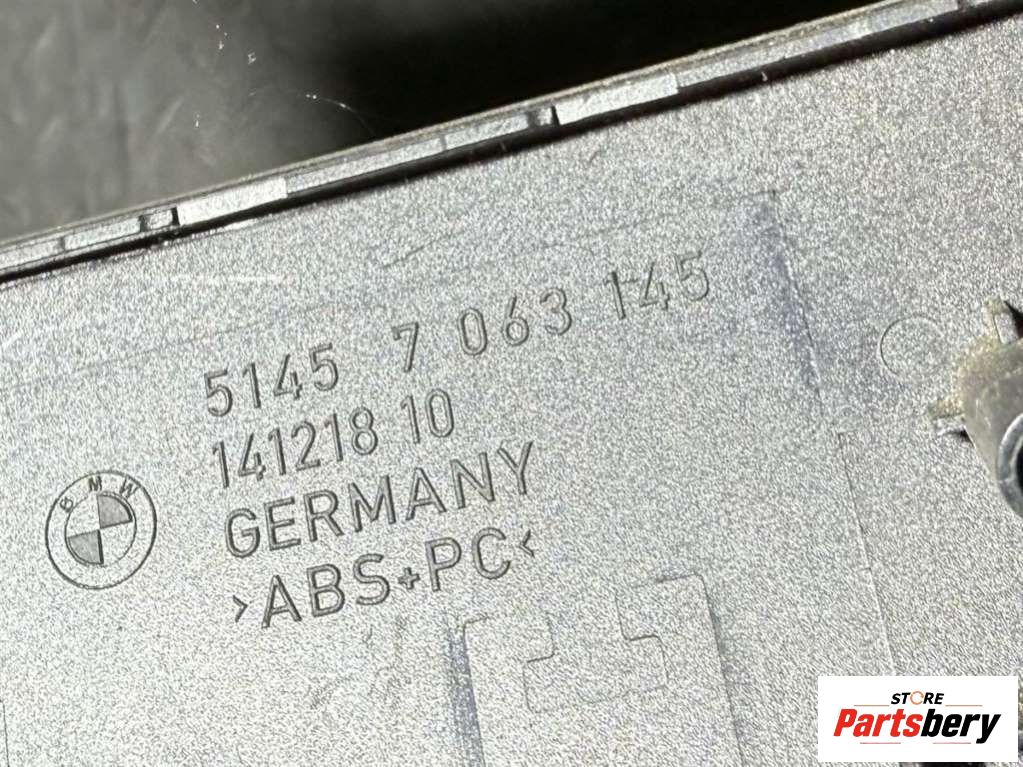 5145 7 063 145
141218 10
BMW
GERMANY
>ABS+PC<
STORE
Partsbery